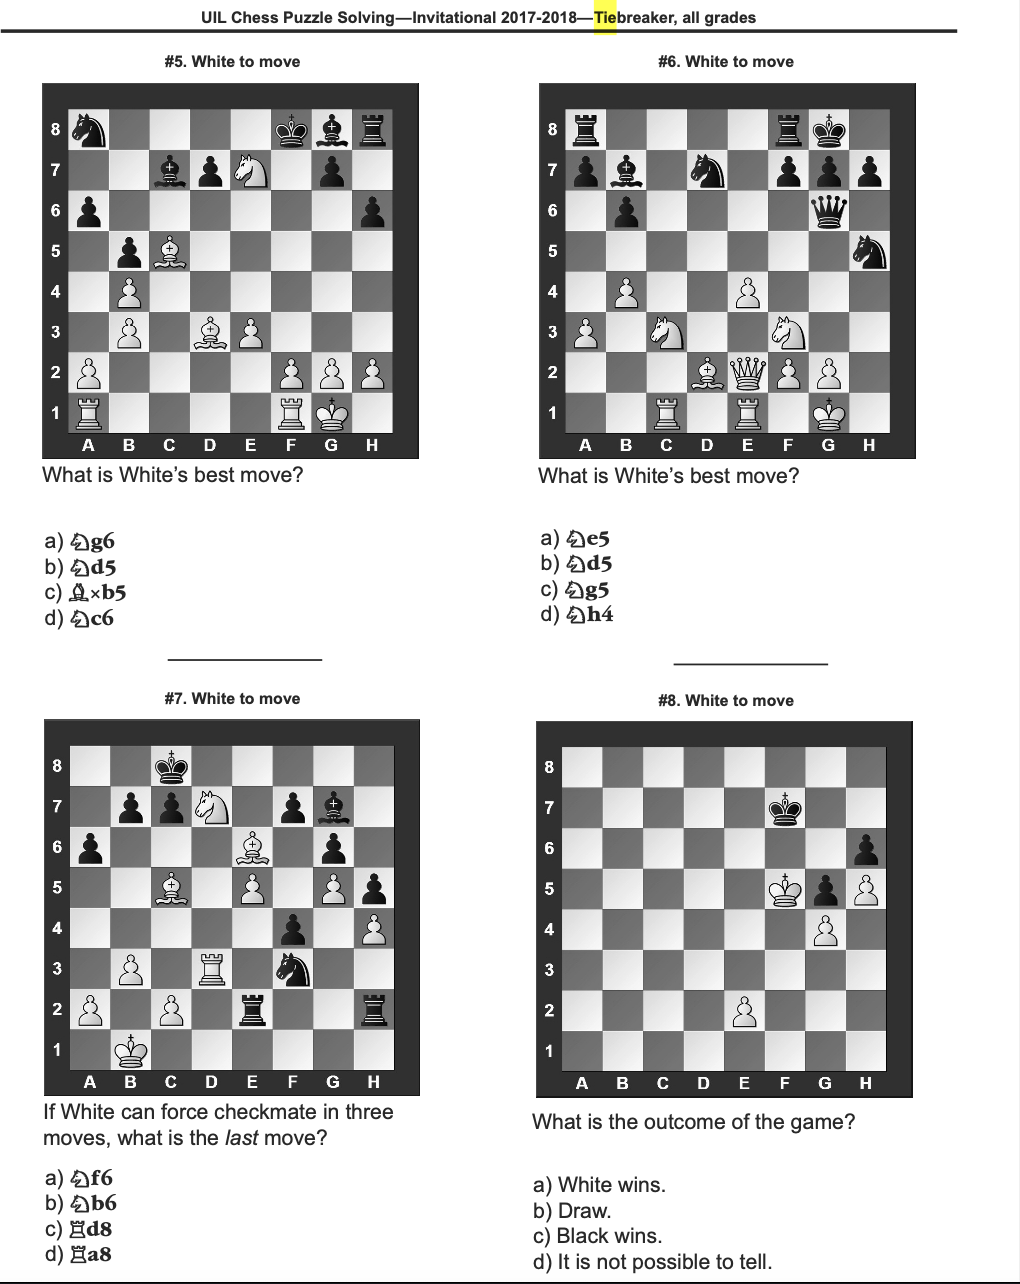 UIL Chess Puzzle Solving—Invitational 2017-2018—Tiebreaker, all grades
#5. White to move
8
7
6
5
4
3
2
1
A B C D E F G H
What is White’s best move?
a) ♘g6
b) ♘d5
c) ♗×b5
d) ♘c6
#6. White to move
8
7
6
5
4
3
2
1
A B C D E F G H
What is White’s best move?
a) ♘e5
b) ♘d5
c) ♘g5
d) ♘h4
#7. White to move
8
7
6
5
4
3
2
1
A B C D E F G H
If White can force checkmate in three
moves, what is the last move?
a) ♘f6
b) ♘b6
c) ♖d8
d) ♖a8
#8. White to move
8
7
6
5
4
3
2
1
A B C D E F G H
What is the outcome of the game?
a) White wins.
b) Draw.
c) Black wins.
d) It is not possible to tell.